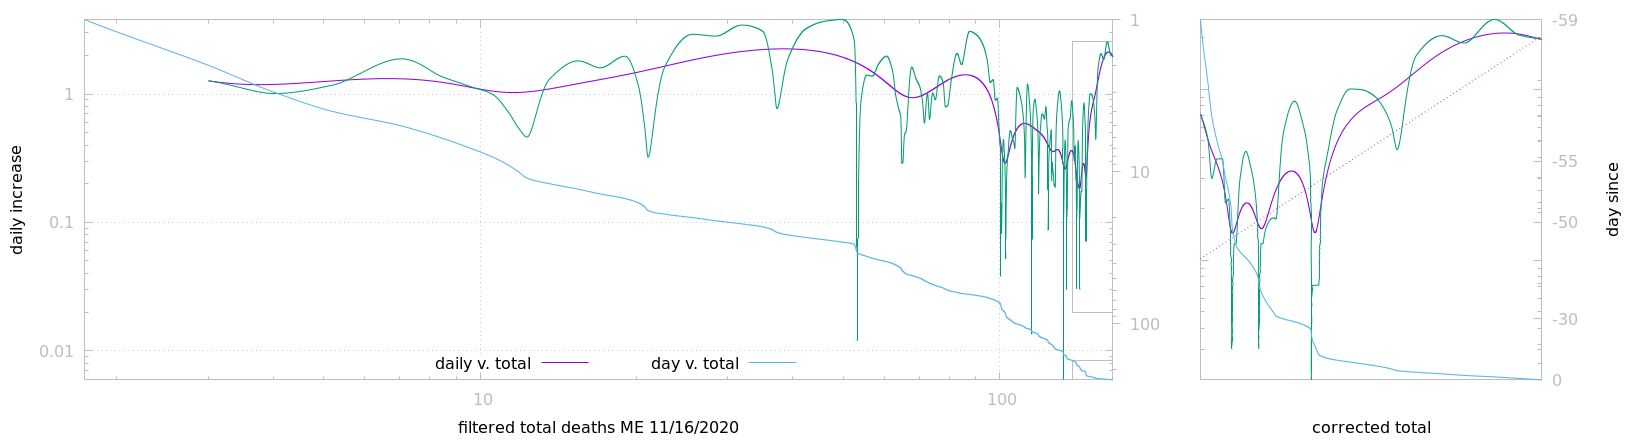 1
-59
1
daily increase
10
-55
day since
0.1
-50
100
-30
0.01
daily v. total
day v. total
0
10
100
filtered total deaths ME 11/16/2020
corrected total